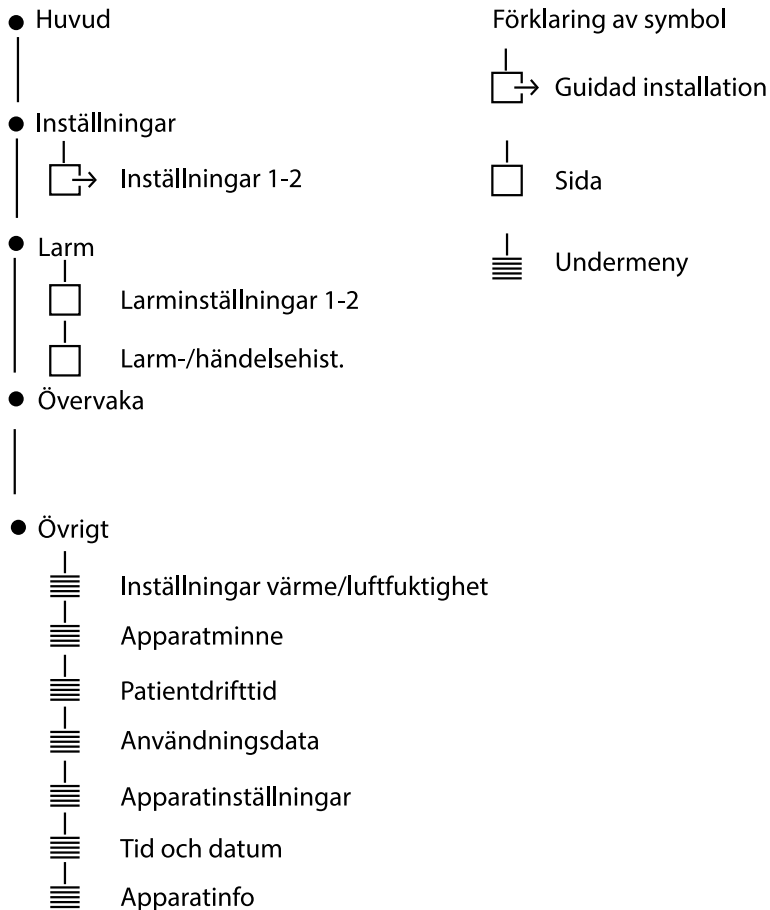 Huvud
Inställningar
Inställningar 1-2
Larm
Larminställningar 1-2
Larm-/händelsehist.
Övervaka
Övrigt
Inställningar värme/luftfuktighet
Apparatminne
Patientdrifttid
Användningsdata
Apparatinställningar
Tid och datum
Apparatinfo
Förklaring av symbol
Guidad installation
Sida
Undermeny